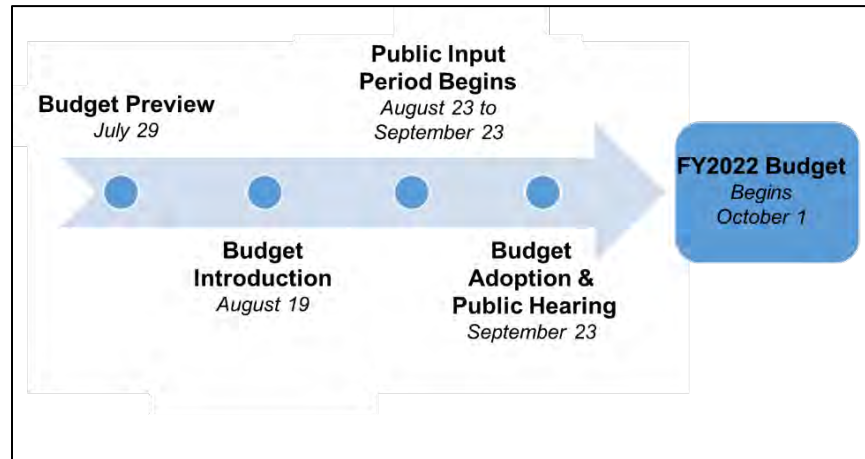 Budget Preview
July 29
Budget
Introduction
August 19
Public Input
Period Begins
August 23 to
September 23
Budget
Adoption &
Public Hearing
September 23
FY2022 Budget
Begins
October 1